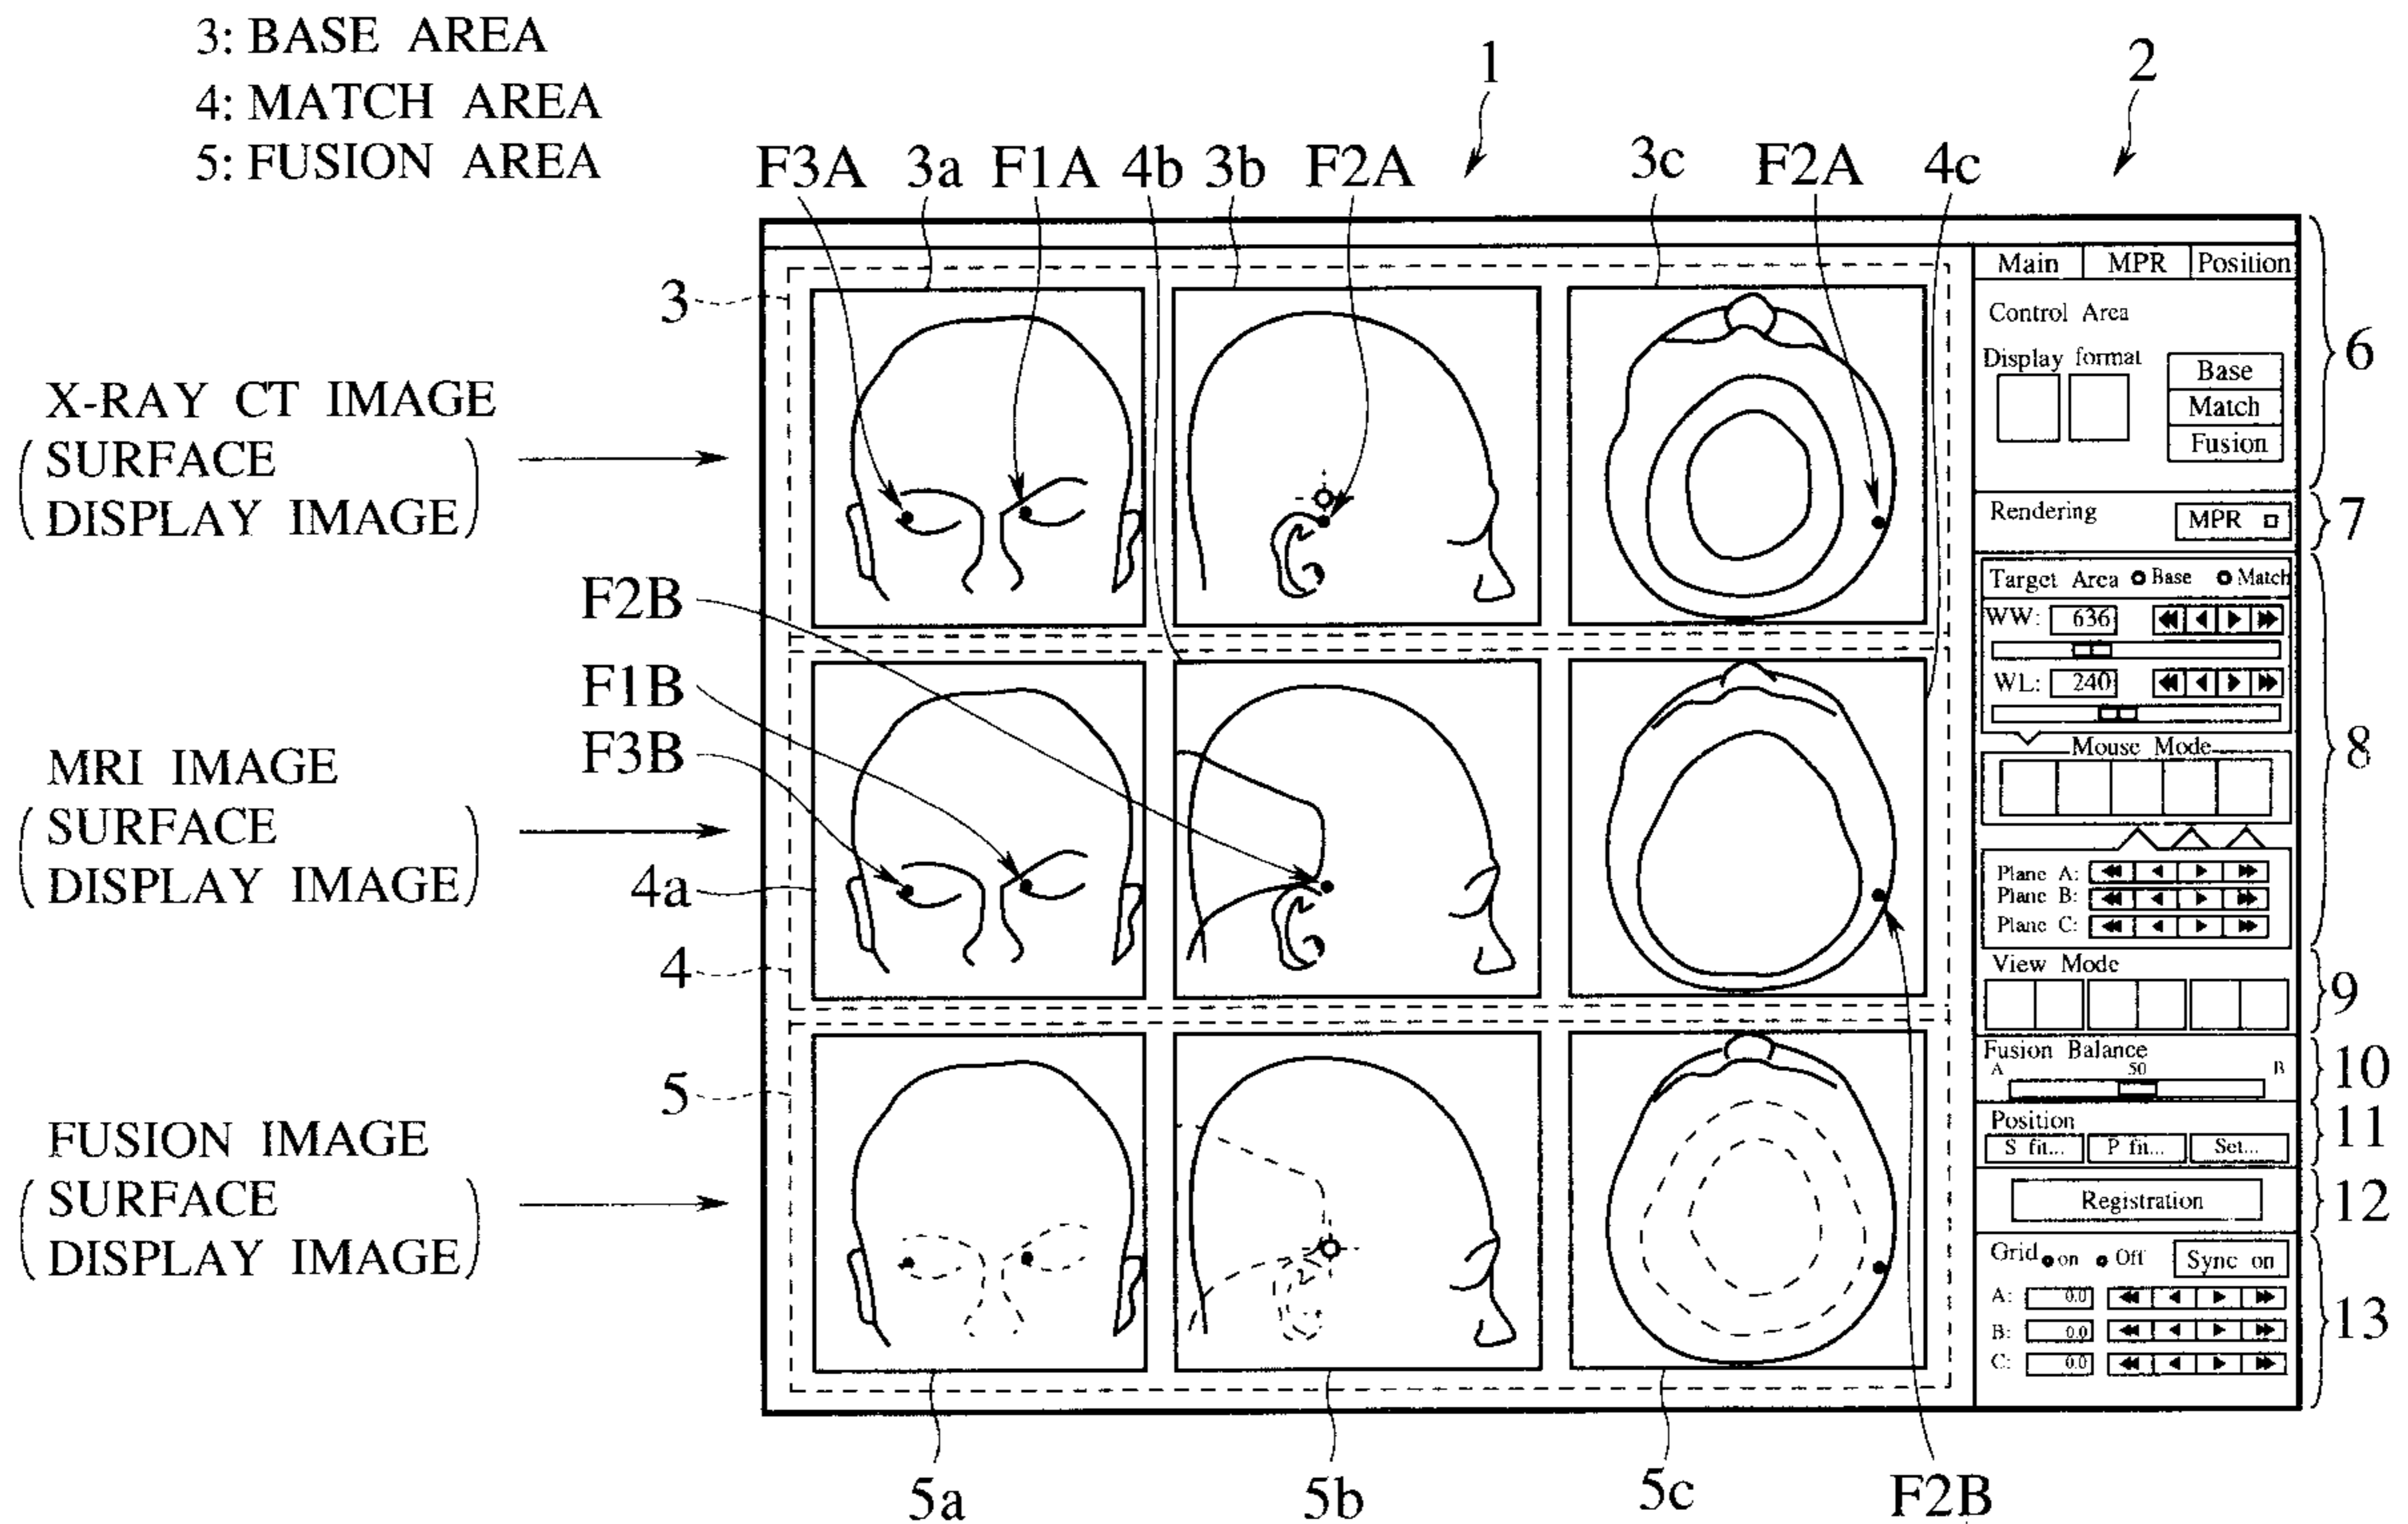 3: BASE AREA
4: MATCH AREA
5: FUSION AREA
1
2
F3A 3a F1A 4b 3b F2A 3c F2A 4c
3
X-RAY CT IMAGE
(SURFACE
DISPLAY IMAGE)
F2B
F1B
F3B
MRI IMAGE
(SURFACE
DISPLAY IMAGE)
4a
4
5
FUSION IMAGE
(SURFACE
DISPLAY IMAGE)
Main MPR Position
Control Area
Display format
Base
Match
Fusion
6
Rendering MPR
7
Target Area Base Match
WW: 636
WL: 240
Mouse Mode
8
Plane A:
Plane B:
Plane C:
View Mode
9
Fusion Balance
A 50 B
10
Position
S fit... P fit... Set...
11
Registration
12
Grid on Off Sync on
A: 0.0
B: 0.0
C: 0.0
13
5a 5b 5c F2B